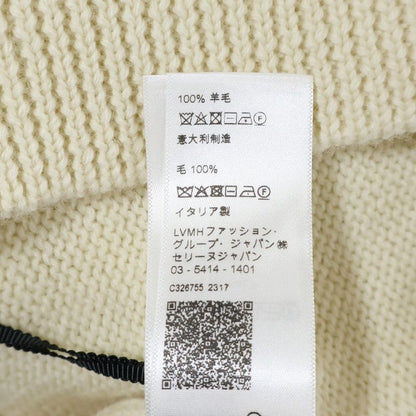 100% 羊毛
意大利制造
毛 100%
イタリア製
LVMHファッション・
グループ・ジャパン㈱
セリーヌジャパン
03 - 5414 - 1401
C326755 2317